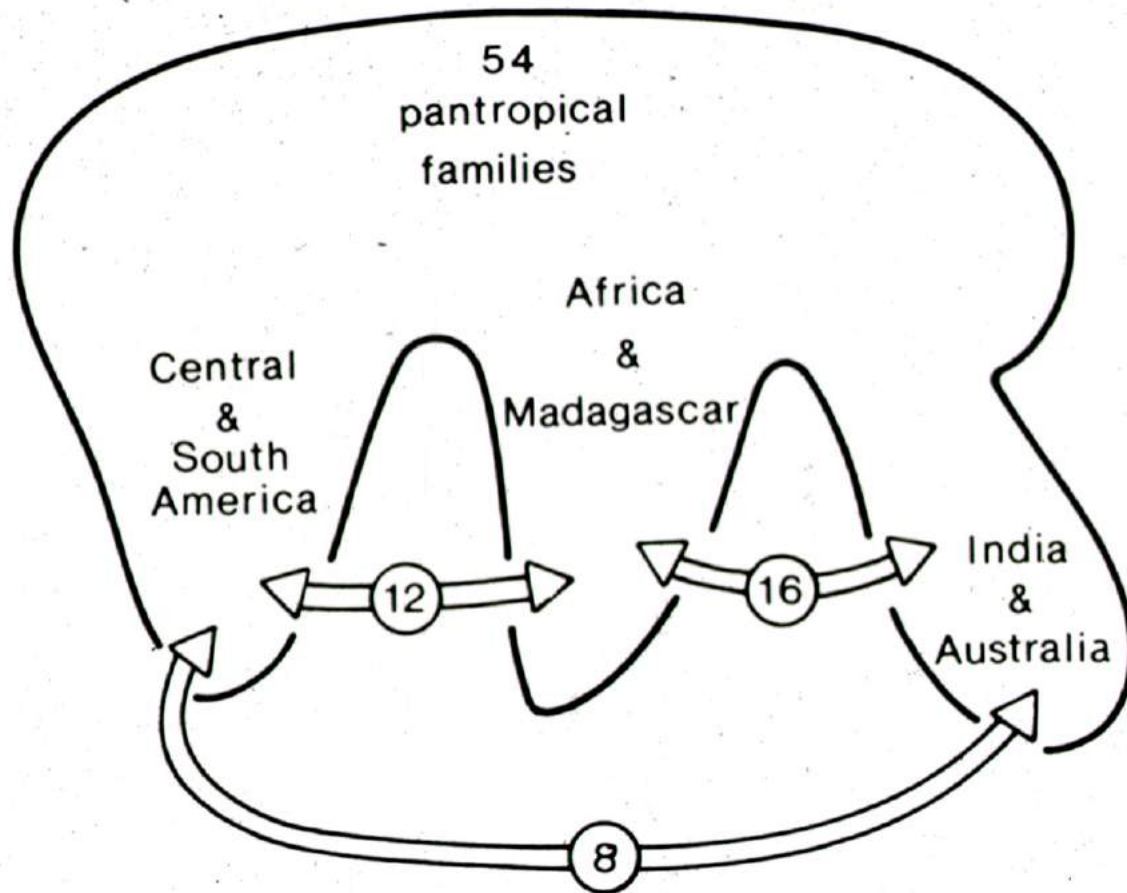 54
pantropical
families
Africa
&
Madagascar
Central
&
South
America
India
&
Australia
12
16
8